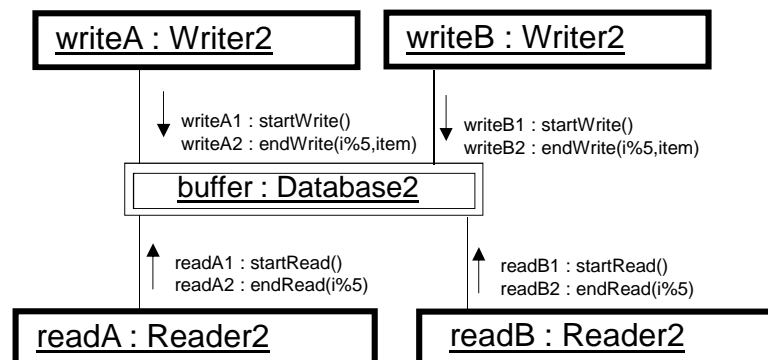 writeA : Writer2
writeB : Writer2
writeA1 : startWrite()
writeA2 : endWrite(i%5,item)
writeB1 : startWrite()
writeB2 : endWrite(i%5,item)
buffer : Database2
readA1 : startRead()
readA2 : endRead(i%5)
readB1 : startRead()
readB2 : endRead(i%5)
readA : Reader2
readB : Reader2